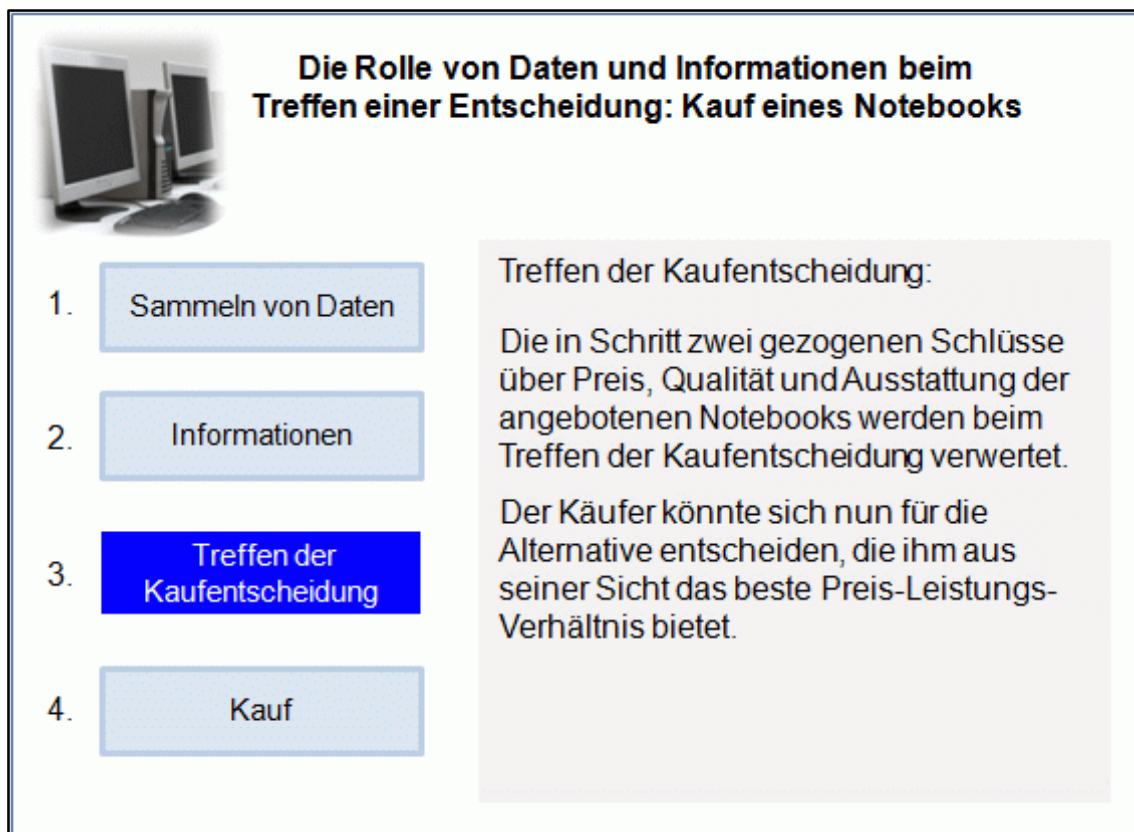 Die Rolle von Daten und Informationen beim
Treffen einer Entscheidung: Kauf eines Notebooks
1.
Sammeln von Daten
2.
Informationen
3.
Treffen der
Kaufentscheidung
4.
Kauf
Treffen der Kaufentscheidung:
Die in Schritt zwei gezogenen Schlüsse
über Preis, Qualität und Ausstattung der
angebotenen Notebooks werden beim
Treffen der Kaufentscheidung verwertet.
Der Käufer könnte sich nun für die
Alternative entscheiden, die ihm aus
seiner Sicht das beste Preis-Leistungs-
Verhältnis bietet.